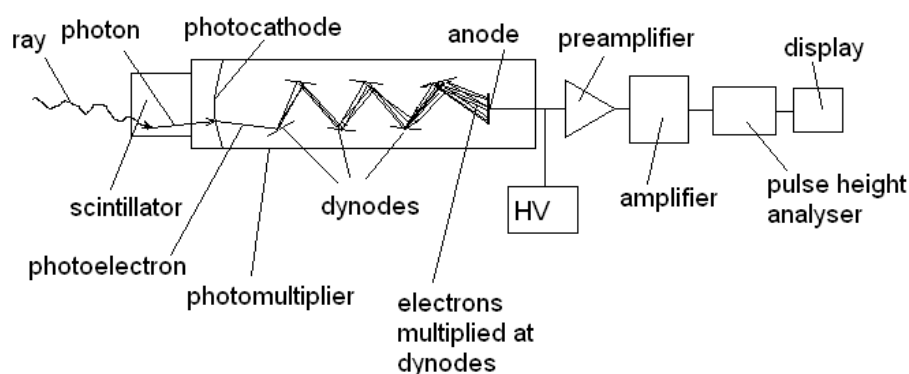 ray
photon
photocathode
anode
preamplifier
display
scintillator
dynodes
HV
amplifier
pulse height
analyser
photoelectron
photomultiplier
electrons
multiplied at
dynodes